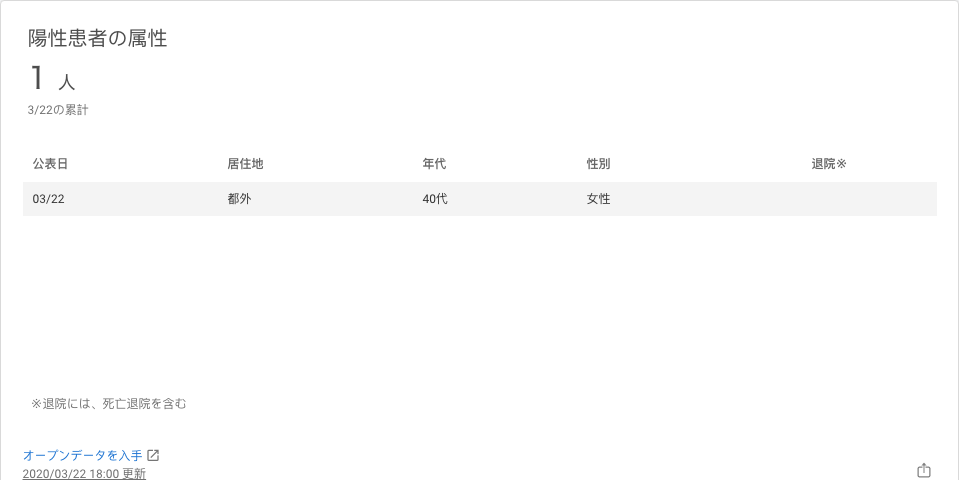 陽性患者の属性
1 人
3/22の累計
公表日 居住地 年代 性別 退院※
03/22 都外 40代 女性
※退院には、死亡退院を含む
オープンデータを入手
2020/03/22 18:00 更新